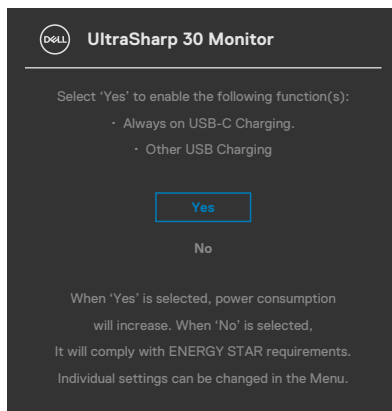 DELL UltraSharp 30 Monitor
Select ‘Yes’ to enable the following function(s):
· Always on USB-C Charging.
· Other USB Charging
Yes
No
When ‘Yes’ is selected, power consumption
will increase. When ‘No’ is selected,
It will comply with ENERGY STAR requirements.
Individual settings can be changed in the Menu.